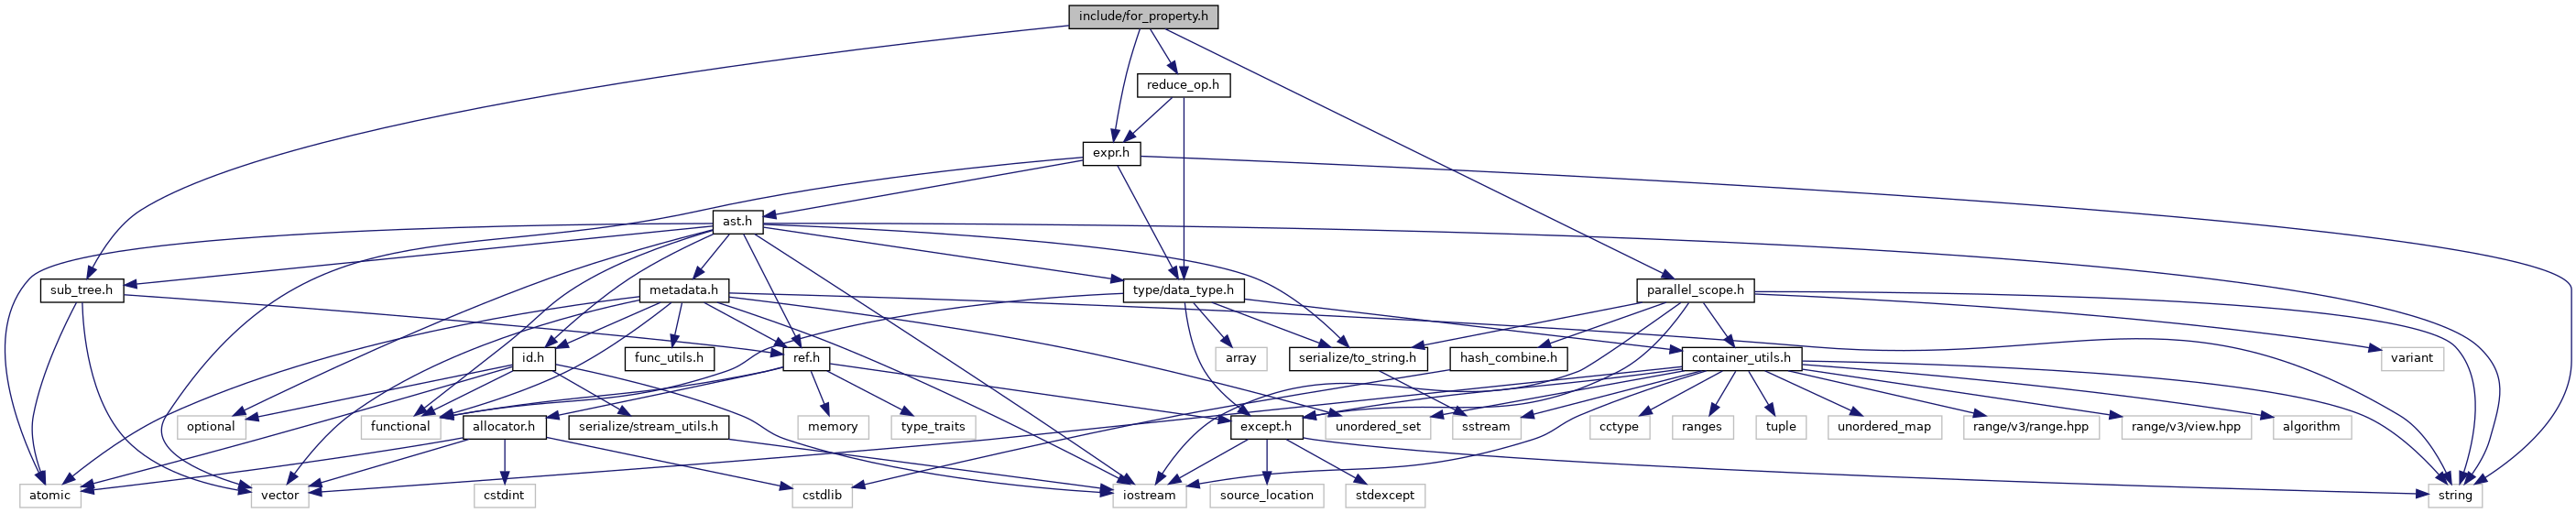 include/for_property.h
reduce_op.h
expr.h
ast.h
sub_tree.h
metadata.h
type/data_type.h
parallel_scope.h
id.h
func_utils.h
ref.h
array
serialize/to_string.h
hash_combine.h
container_utils.h
variant
optional
functional
allocator.h
serialize/stream_utils.h
memory
type_traits
except.h
unordered_set
sstream
cctype
ranges
tuple
unordered_map
range/v3/range.hpp
range/v3/view.hpp
algorithm
atomic
vector
cstdint
cstdlib
iostream
source_location
stdexcept
string